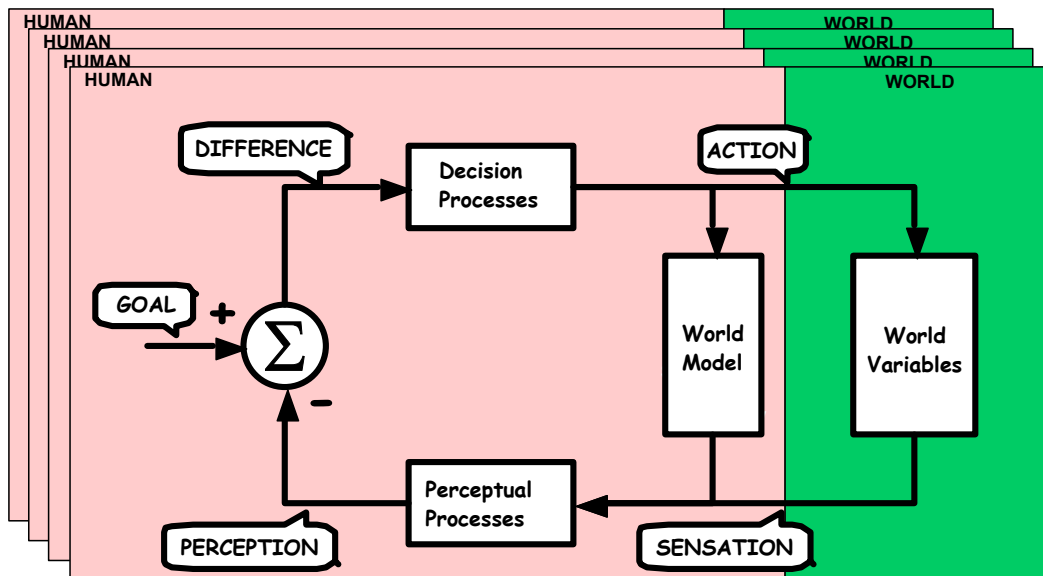 HUMAN WORLD
HUMAN WORLD
HUMAN WORLD
HUMAN WORLD
DIFFERENCE
Decision
Processes
ACTION
GOAL
+
Σ
−
World
Model
World
Variables
Perceptual
Processes
PERCEPTION
SENSATION